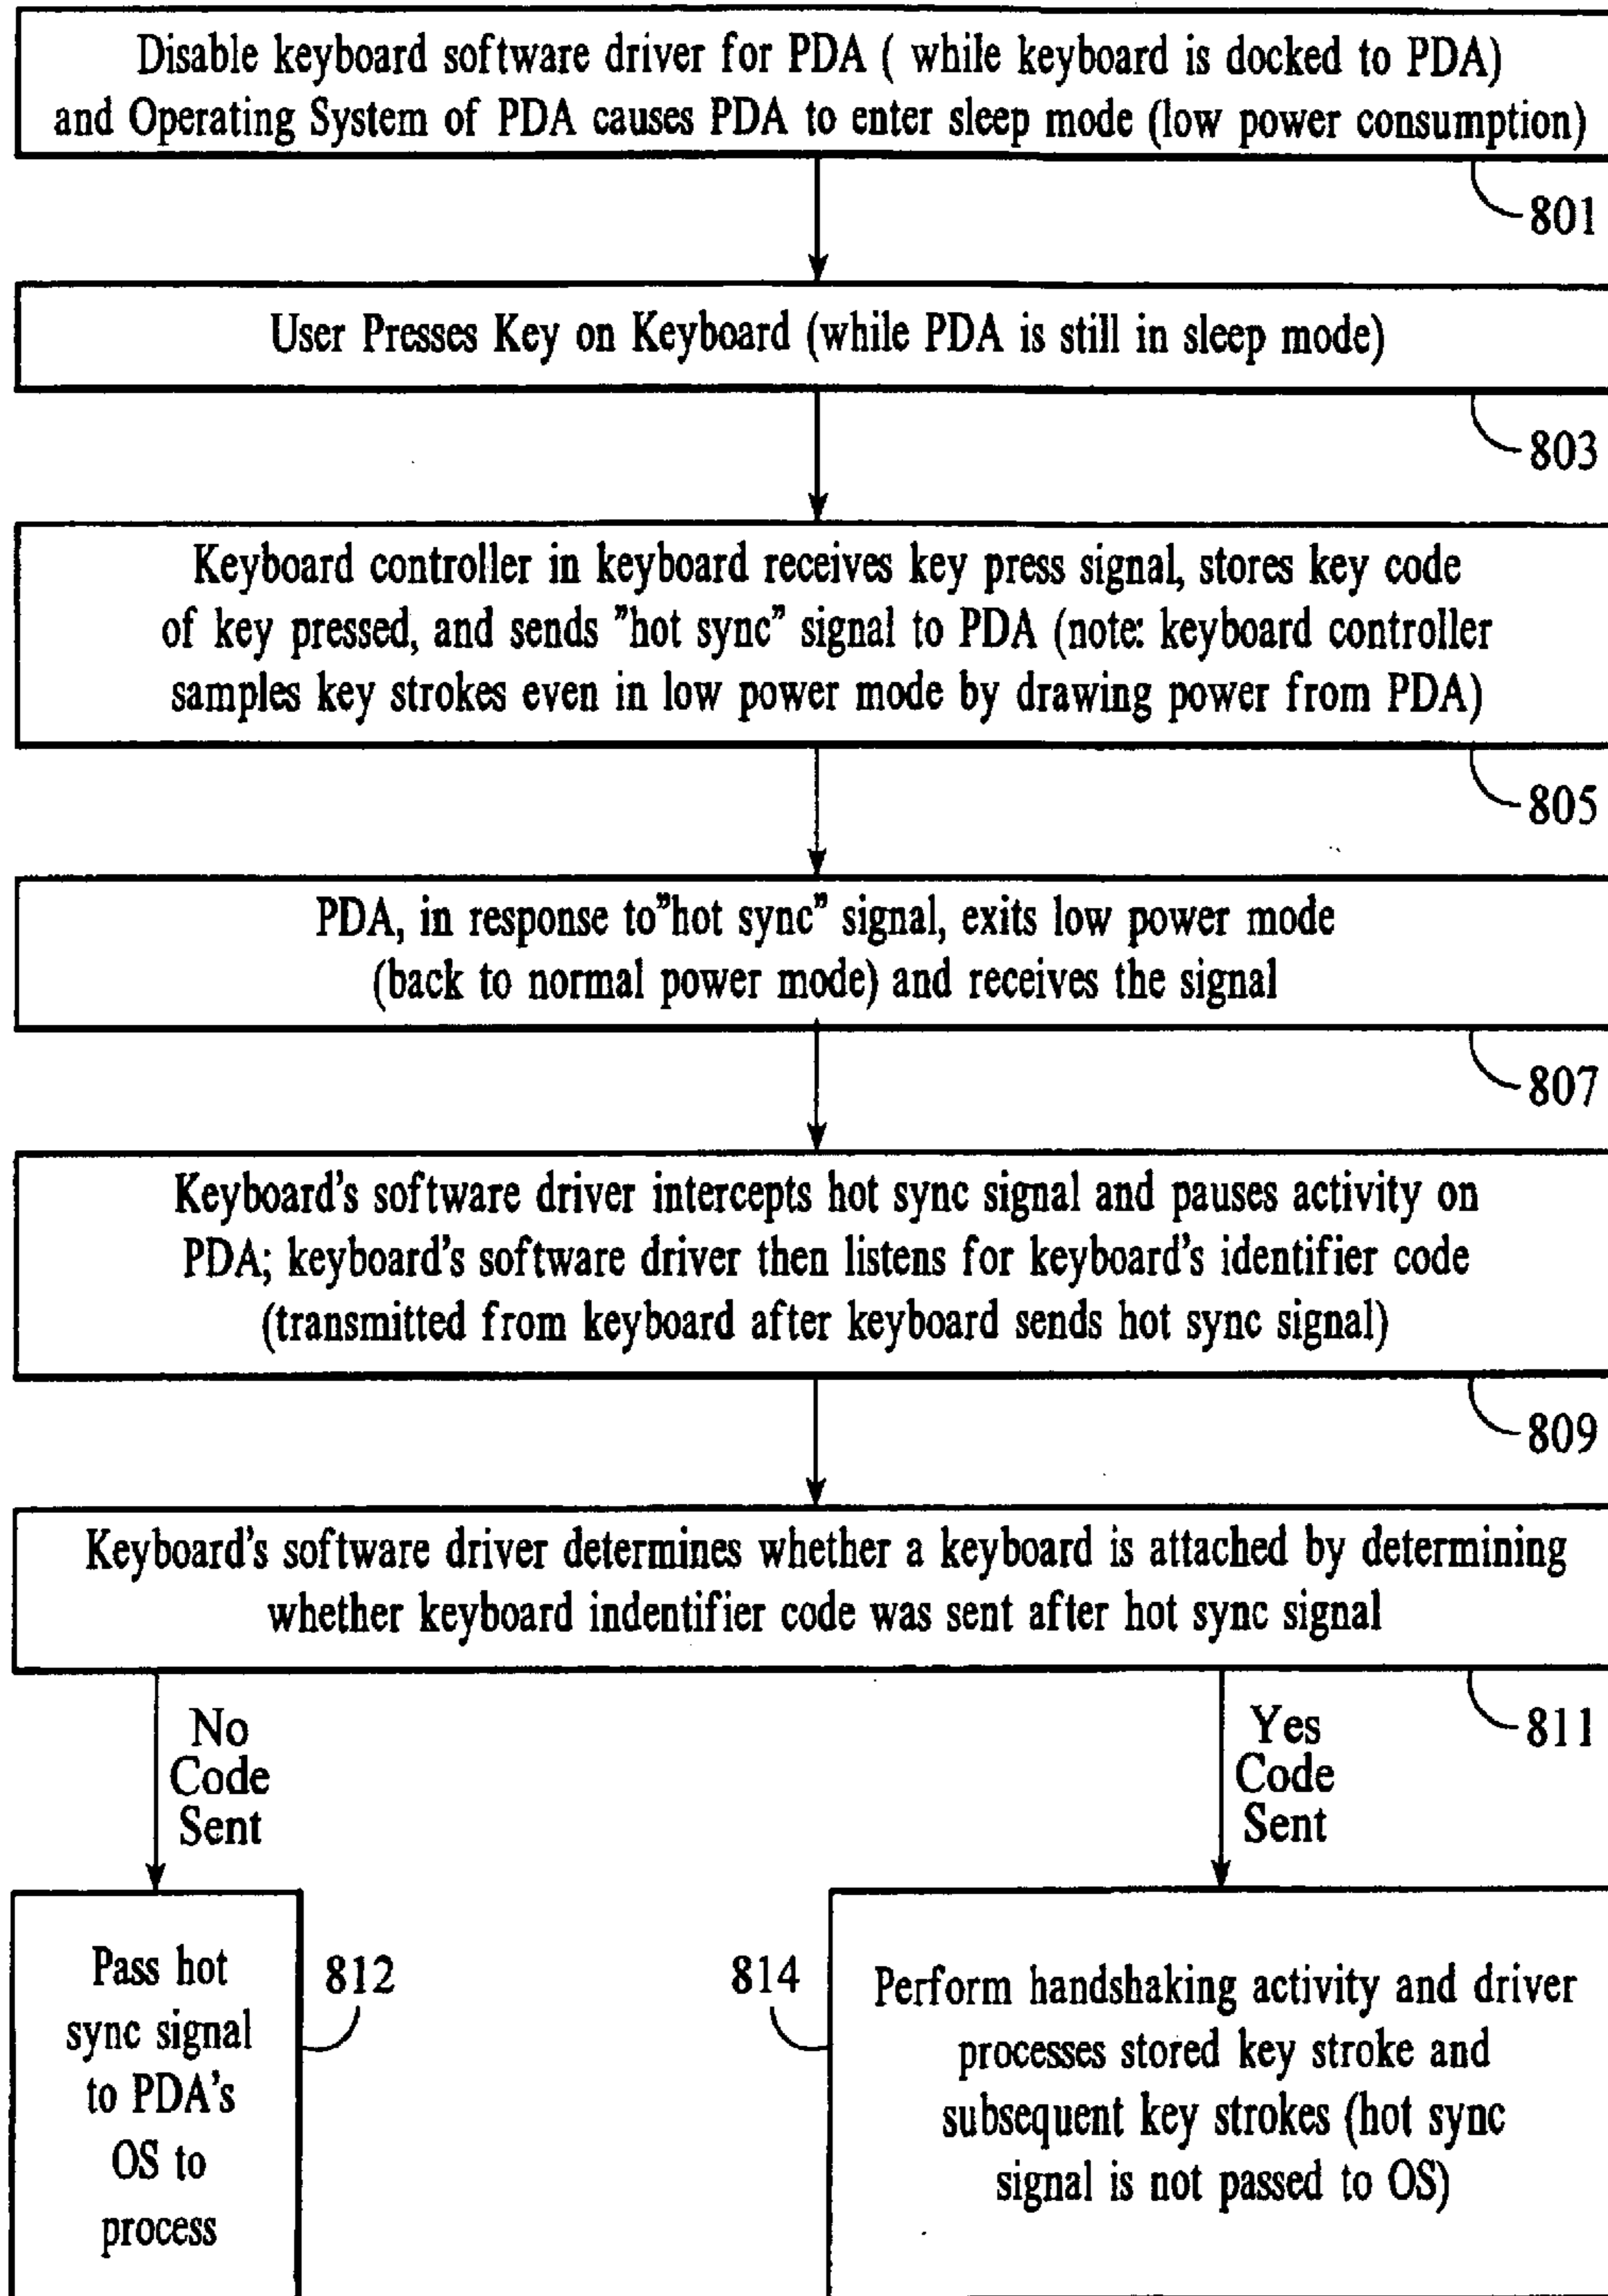 Disable keyboard software driver for PDA ( while keyboard is docked to PDA)
and Operating System of PDA causes PDA to enter sleep mode (low power consumption)
801
User Presses Key on Keyboard (while PDA is still in sleep mode)
803
Keyboard controller in keyboard receives key press signal, stores key code
of key pressed, and sends "hot sync" signal to PDA (note: keyboard controller
samples key strokes even in low power mode by drawing power from PDA)
805
PDA, in response to"hot sync" signal, exits low power mode
(back to normal power mode) and receives the signal
807
Keyboard's software driver intercepts hot sync signal and pauses activity on
PDA; keyboard's software driver then listens for keyboard's identifier code
(transmitted from keyboard after keyboard sends hot sync signal)
809
Keyboard's software driver determines whether a keyboard is attached by determining
whether keyboard indentifier code was sent after hot sync signal
811
No
Code
Sent
Yes
Code
Sent
Pass hot
sync signal
to PDA's
OS to
process
812
814
Perform handshaking activity and driver
processes stored key stroke and
subsequent key strokes (hot sync
signal is not passed to OS)